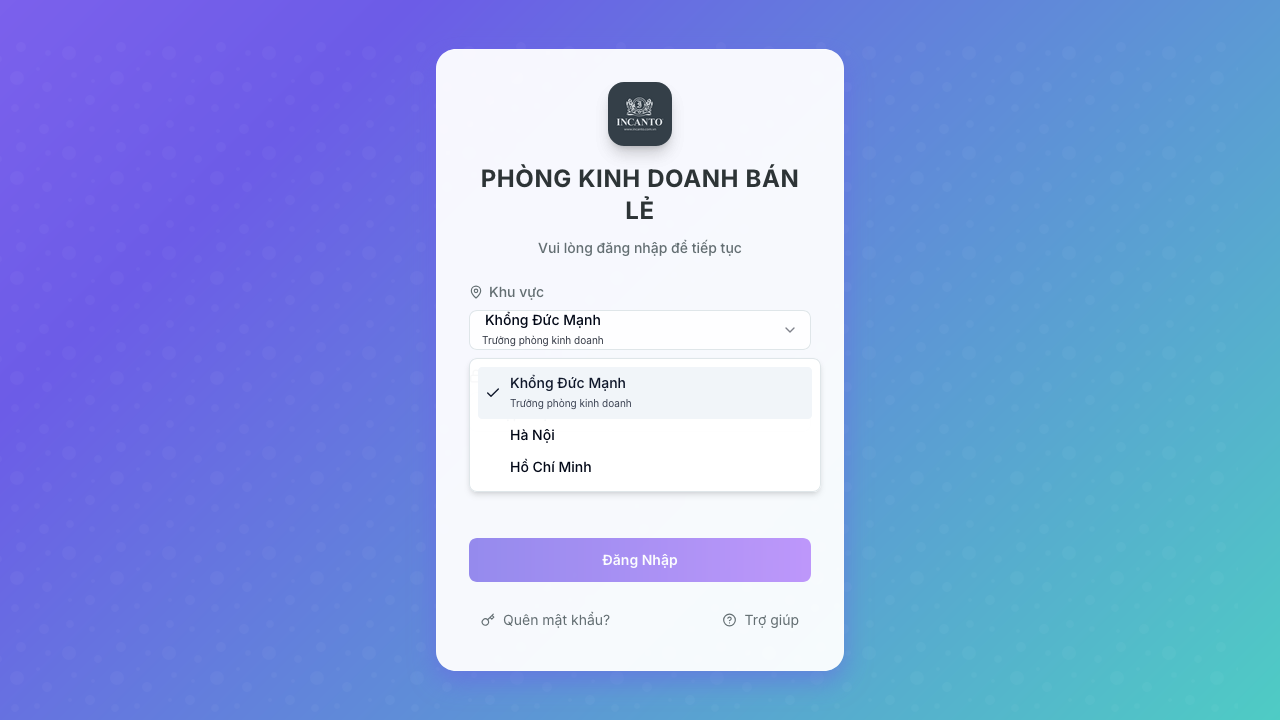 INCANTO
www.incanto.com.vn
PHÒNG KINH DOANH BÁN
LẺ
Vui lòng đăng nhập để tiếp tục
Khu vực
Khổng Đức Mạnh
Trưởng phòng kinh doanh
Khổng Đức Mạnh
Trưởng phòng kinh doanh
Hà Nội
Hồ Chí Minh
Đăng Nhập
Quên mật khẩu?
Trợ giúp